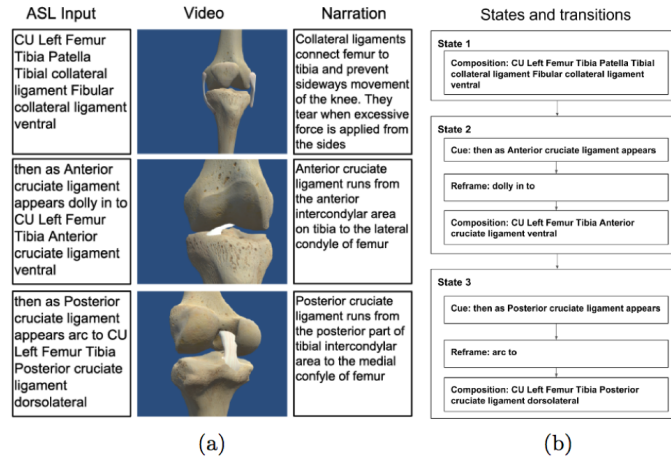 ASL Input
Video
Narration
States and transitions
CU Left Femur
Tibia Patella
Tibial collateral
ligament Fibular
collateral ligament
ventral
Collateral ligaments
connect femur to
tibia and prevent
sideways movement
of the knee. They
tear when excessive
force is applied from
the sides
then as Anterior
cruciate ligament
appears dolly in to
CU Left Femur
Tibia Anterior
cruciate ligament
ventral
Anterior cruciate
ligament runs from
the anterior
intercondylar area
on tibia to the lateral
condyle of femur
then as Posterior
cruciate ligament
appears arc to CU
Left Femur Tibia
Posterior cruciate
ligament
dorsolateral
Posterior cruciate
ligament runs from
the posterior part of
tibial intercondylar
area to the medial
confyle of femur
(a)
State 1
Composition: CU Left Femur Tibia Patella Tibial
collateral ligament Fibular collateral ligament
ventral
State 2
Cue: then as Anterior cruciate ligament appears
Reframe: dolly in to
Composition: CU Left Femur Tibia Anterior
cruciate ligament ventral
State 3
Cue: then as Posterior cruciate ligament appears
Reframe: arc to
Composition: CU Left Femur Tibia Posterior
cruciate ligament dorsolateral
(b)